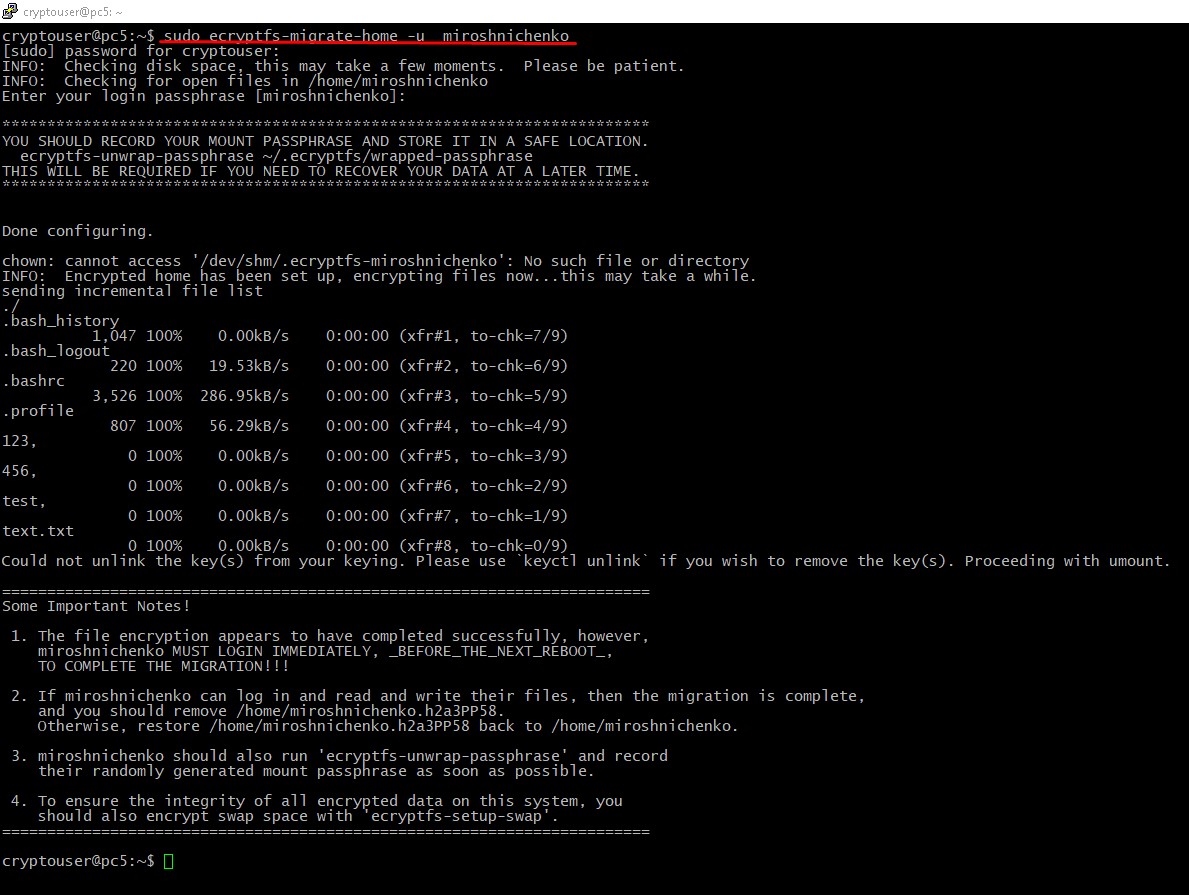 cryptouser@pc5: ~
cryptouser@pc5:~$ sudo ecryptfs-migrate-home -u  miroshnichenko
[sudo] password for cryptouser:
INFO:  Checking disk space, this may take a few moments.  Please be patient.
INFO:  Checking for open files in /home/miroshnichenko
Enter your login passphrase [miroshnichenko]:
************************************************************************
YOU SHOULD RECORD YOUR MOUNT PASSPHRASE AND STORE IT IN A SAFE LOCATION.
  ecryptfs-unwrap-passphrase ~/.ecryptfs/wrapped-passphrase
THIS WILL BE REQUIRED IF YOU NEED TO RECOVER YOUR DATA AT A LATER TIME.
************************************************************************
Done configuring.
chown: cannot access '/dev/shm/.ecryptfs-miroshnichenko': No such file or directory
INFO:  Encrypted home has been set up, encrypting files now...this may take a while.
sending incremental file list
./
.bash_history
          1,047 100%    0.00kB/s    0:00:00 (xfr#1, to-chk=7/9)
.bash_logout
            220 100%   19.53kB/s    0:00:00 (xfr#2, to-chk=6/9)
.bashrc
          3,526 100%  286.95kB/s    0:00:00 (xfr#3, to-chk=5/9)
.profile
            807 100%   56.29kB/s    0:00:00 (xfr#4, to-chk=4/9)
123,
              0 100%    0.00kB/s    0:00:00 (xfr#5, to-chk=3/9)
456,
              0 100%    0.00kB/s    0:00:00 (xfr#6, to-chk=2/9)
test,
              0 100%    0.00kB/s    0:00:00 (xfr#7, to-chk=1/9)
text.txt
              0 100%    0.00kB/s    0:00:00 (xfr#8, to-chk=0/9)
Could not unlink the key(s) from your keying. Please use `keyctl unlink` if you wish to remove the key(s). Proceeding with umount.
========================================================================
Some Important Notes!
 1. The file encryption appears to have completed successfully, however,
    miroshnichenko MUST LOGIN IMMEDIATELY, _BEFORE_THE_NEXT_REBOOT_,
    TO COMPLETE THE MIGRATION!!!
 2. If miroshnichenko can log in and read and write their files, then the migration is complete,
    and you should remove /home/miroshnichenko.h2a3PP58.
    Otherwise, restore /home/miroshnichenko.h2a3PP58 back to /home/miroshnichenko.
 3. miroshnichenko should also run 'ecryptfs-unwrap-passphrase' and record
    their randomly generated mount passphrase as soon as possible.
 4. To ensure the integrity of all encrypted data on this system, you
    should also encrypt swap space with 'ecryptfs-setup-swap'.
========================================================================
cryptouser@pc5:~$